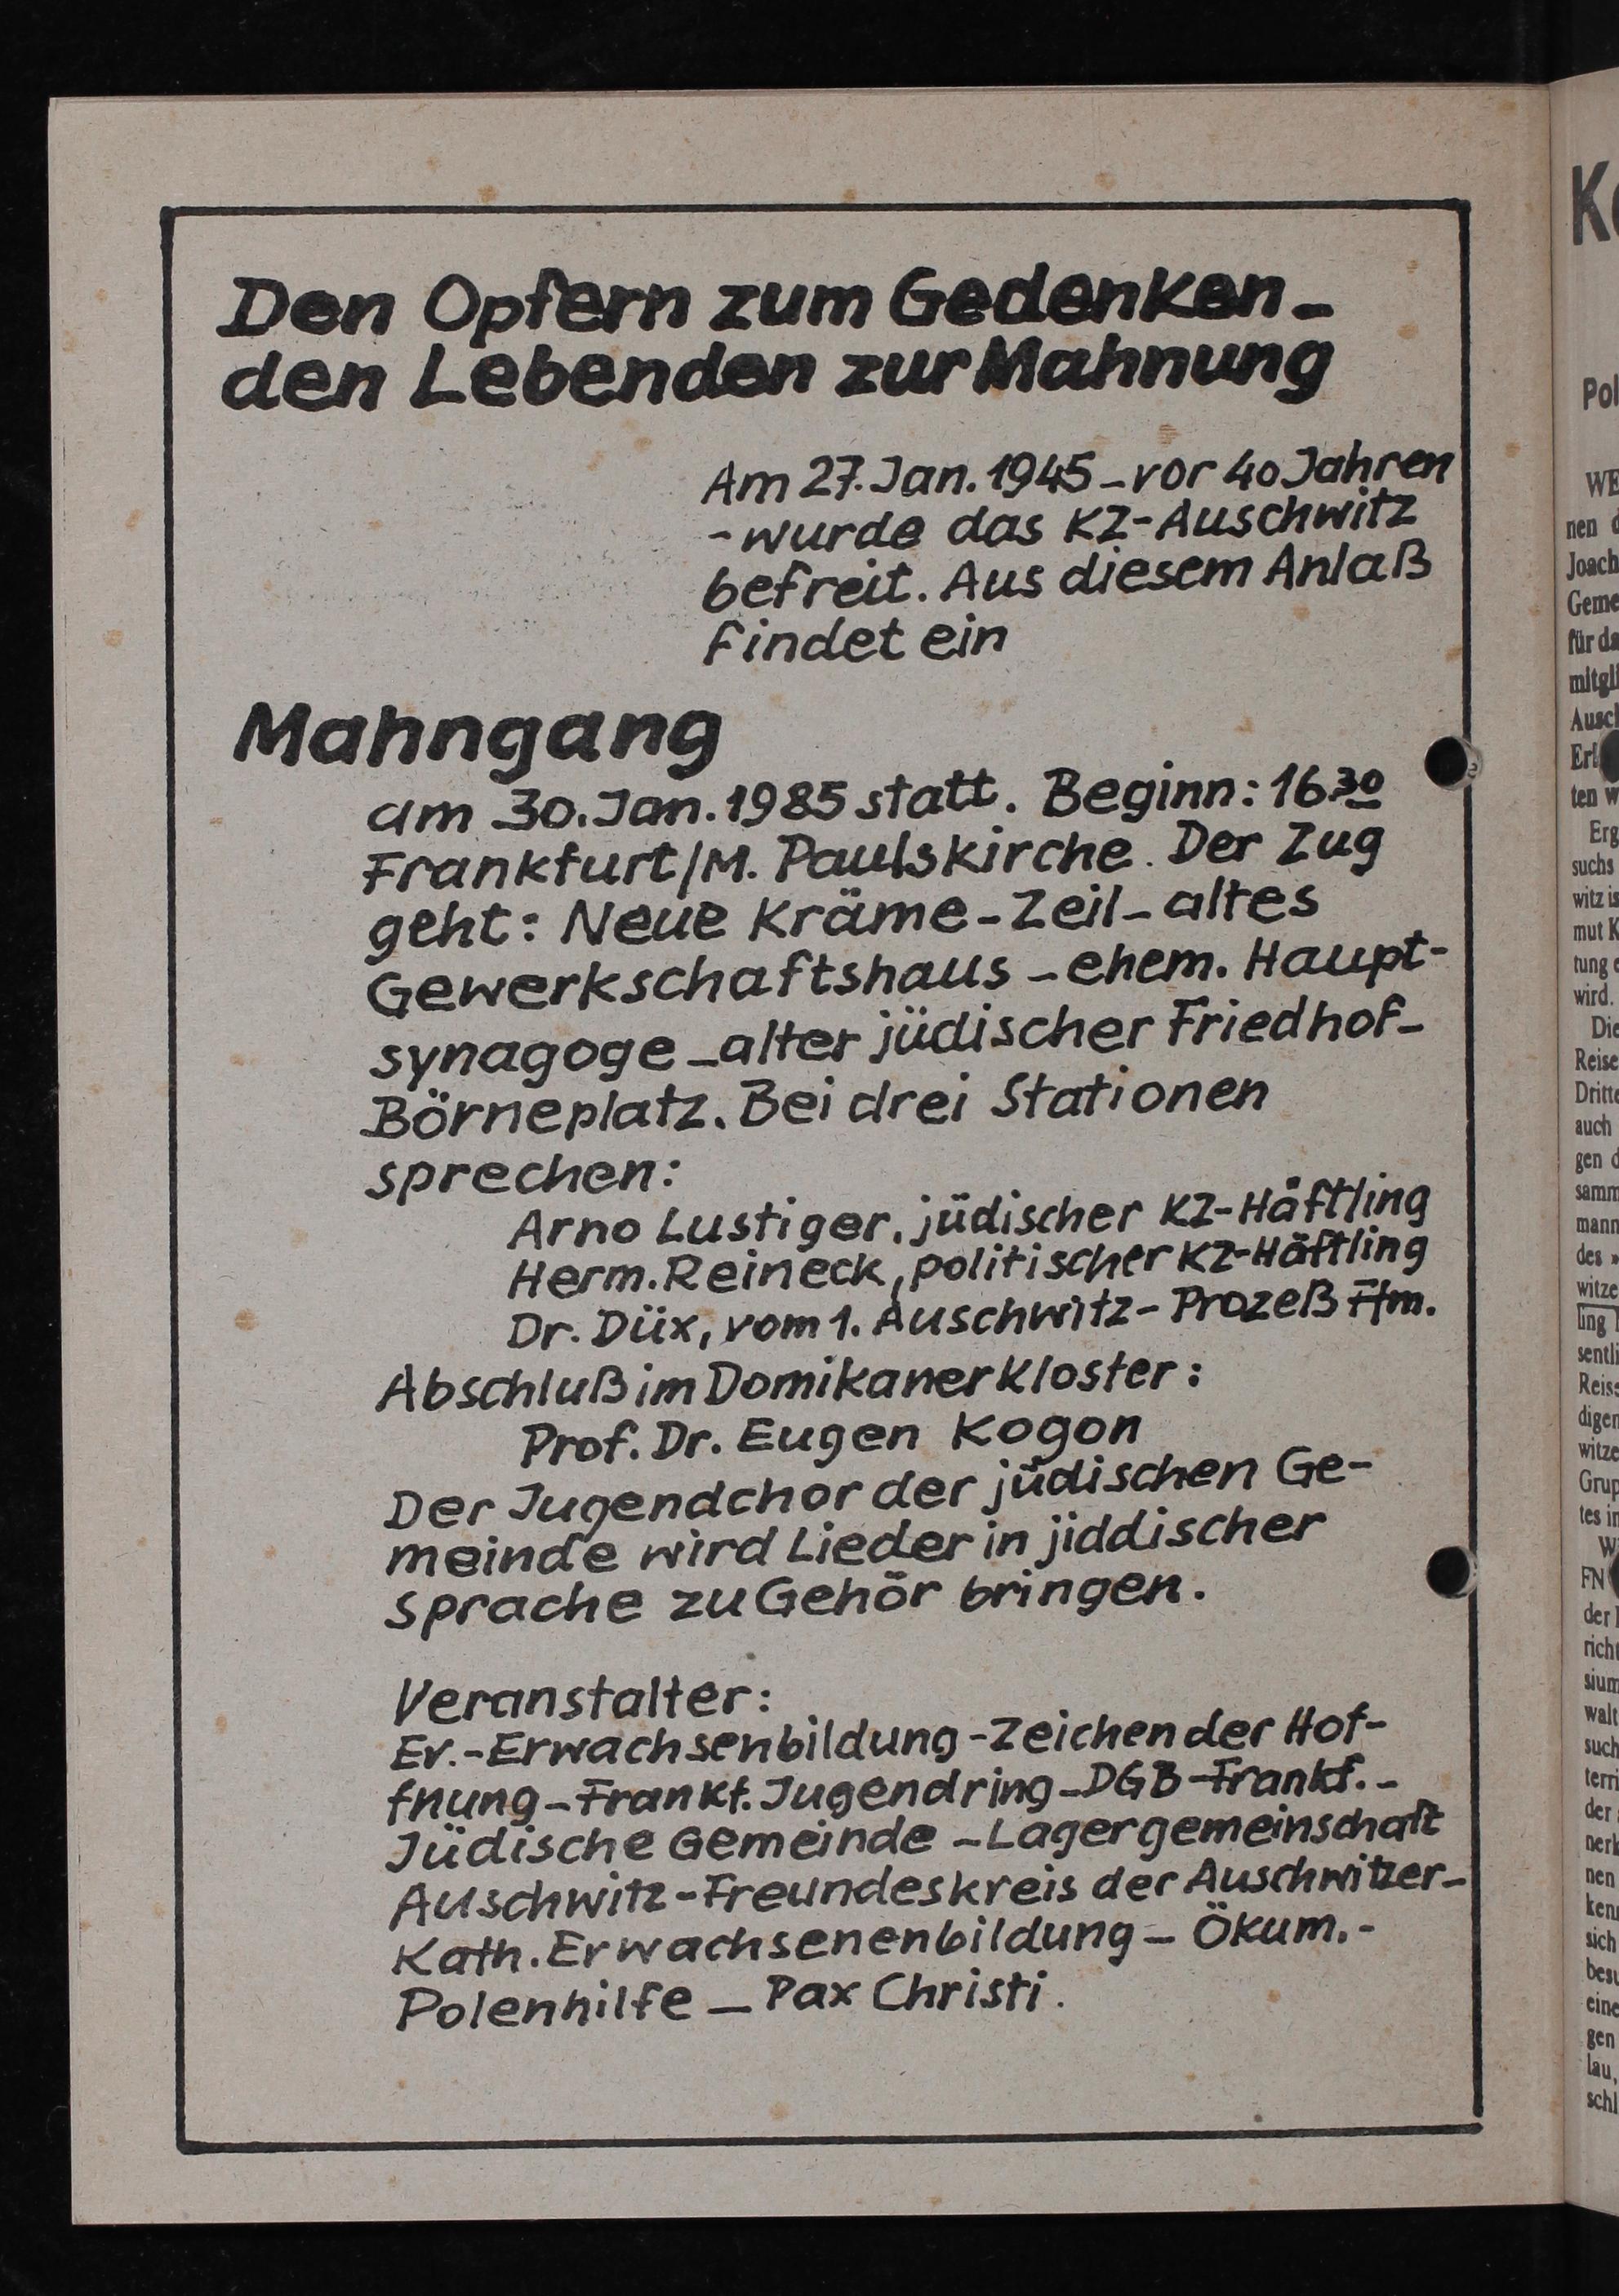 Den Opfern zum Gedenken –
den Lebenden zur Mahnung
Am 27. Jan. 1945 – vor 40 Jahren
– wurde das KZ-Auschwitz
befreit. Aus diesem Anlaß
findet ein
Mahngang
am 30. Jan. 1985 statt. Beginn: 16.30
Frankfurt/M. Paulskirche. Der Zug
geht: Neue Kräme – Zeil – altes
Gewerkschaftshaus – ehem. Haupt-
synagoge – alter jüdischer Friedhof –
Börneplatz. Bei drei Stationen
sprechen:
Arno Lustiger, jüdischer KZ-Häftling
Herm. Reineck, politischer KZ-Häftling
Dr. Düx, vom 1. Auschwitz-Prozeß Ffm.
Abschluß im Domikanerkloster:
Prof. Dr. Eugen Kogon
Der Jugendchor der jüdischen Ge-
meinde wird Lieder in jiddischer
Sprache zu Gehör bringen.
Veranstalter:
Ev.-Erwachsenbildung - Zeichen der Hof-
fnung – Frankf. Jugendring – DGB-Frankf. –
Jüdische Gemeinde – Lagergemeinschaft
Auschwitz - Freundeskreis der Auschwitzer –
Kath. Erwachsenenbildung – Ökum.-
Polenhilfe – Pax Christi.